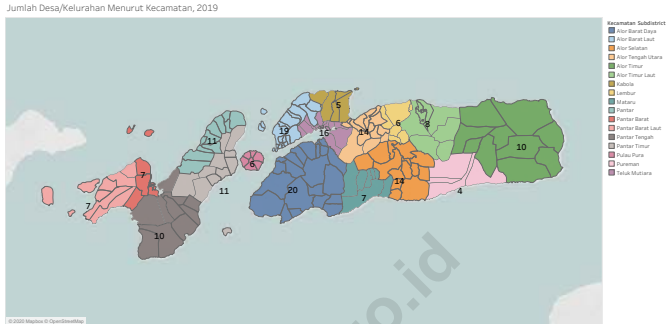 Jumlah Desa/Kelurahan Menurut Kecamatan, 2019
Kecamatan Subdistrict
Alor Barat Daya
Alor Barat Laut
Alor Selatan
Alor Tengah Utara
Alor Timur
Alor Timur Laut
Kabola
Lembur
Mataru
Pantar
Pantar Barat
Pantar Barat Laut
Pantar Tengah
Pantar Timur
Pulau Pura
Pureman
Teluk Mutiara
5
6
8
19
16
14
11
10
6
7
20
14
11
4
7
7
10
o.id
© 2020 Mapbox © OpenStreetMap